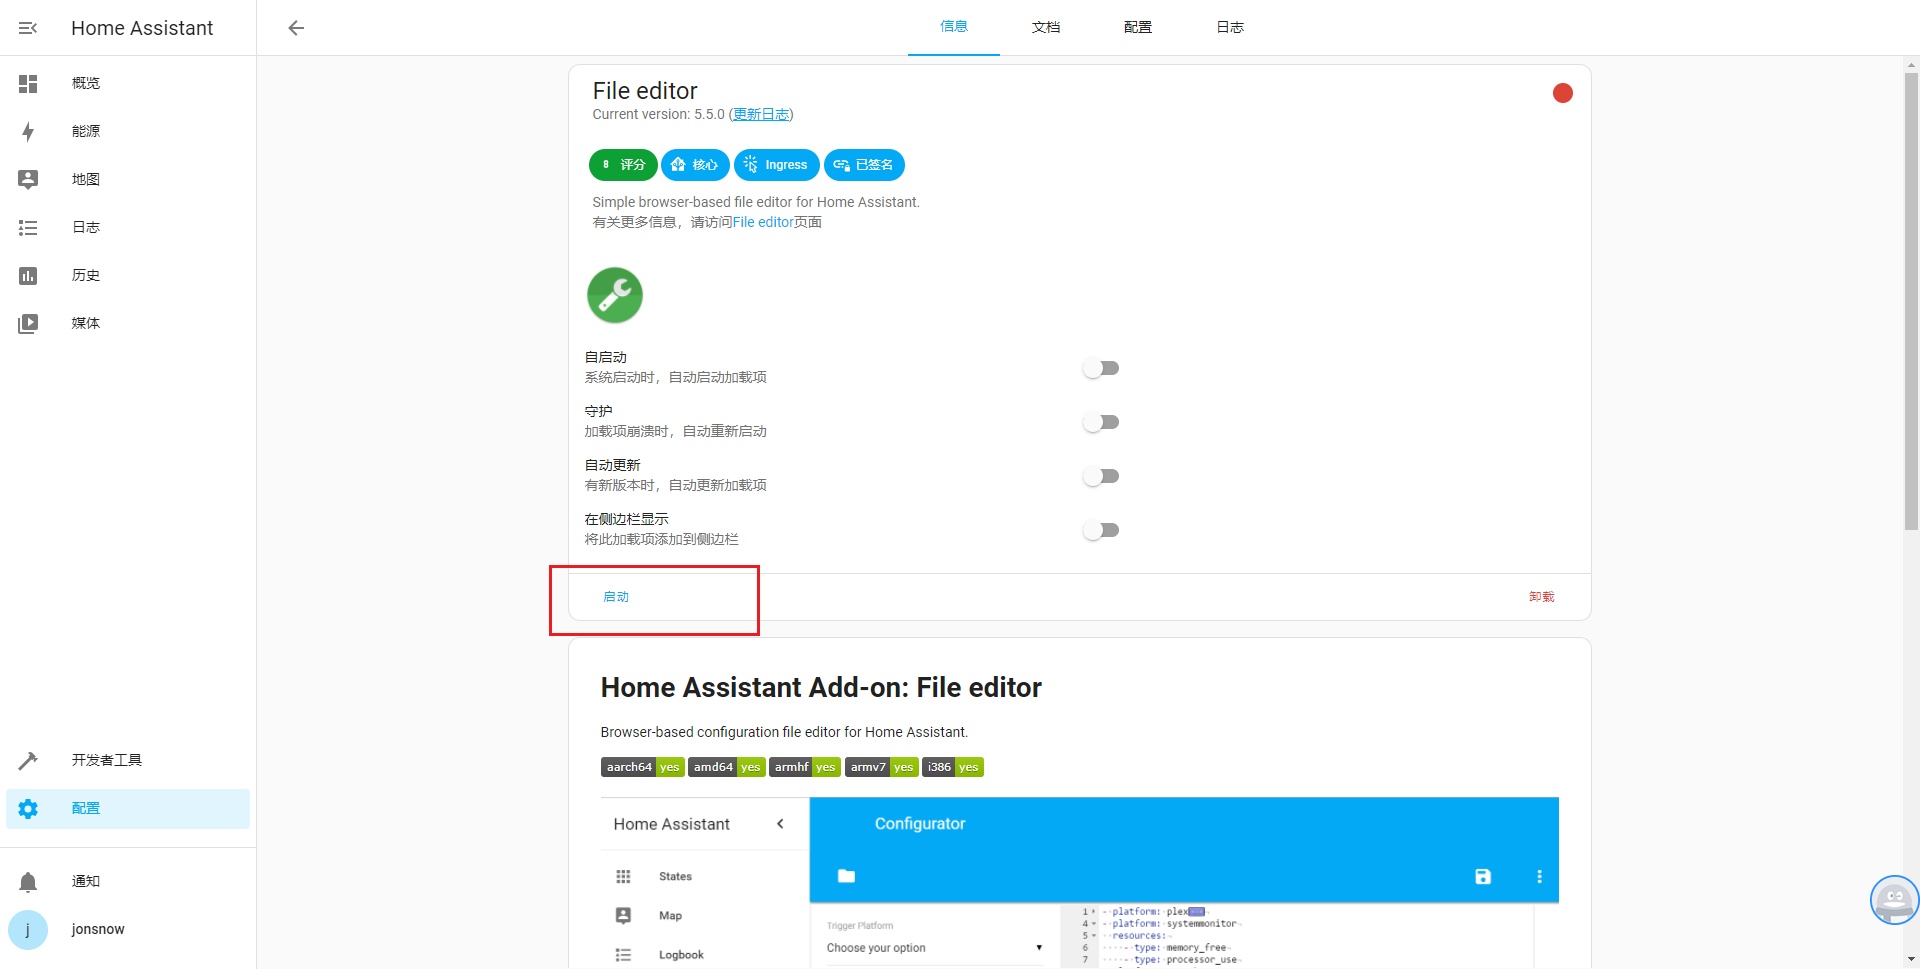 Home Assistant
信息
文档
配置
日志
概览
能源
地图
日志
历史
媒体
开发者工具
配置
通知
j
jonsnow
File editor
Current version: 5.5.0 (更新日志)
8 评分
核心
Ingress
已签名
Simple browser-based file editor for Home Assistant.
有关更多信息，请访问File editor页面
自启动
系统启动时，自动启动加载项
守护
加载项崩溃时，自动重新启动
自动更新
有新版本时，自动更新加载项
在侧边栏显示
将此加载项添加到侧边栏
启动
卸载
Home Assistant Add-on: File editor
Browser-based configuration file editor for Home Assistant.
aarch64 yes
amd64 yes
armhf yes
armv7 yes
i386 yes
Home Assistant
Configurator
States
Map
Logbook
Trigger Platform
Choose your option
1 - platform: plex
4 - platform: systemmonitor
5 resources:
6 - type: memory_free
7 - type: processor_use